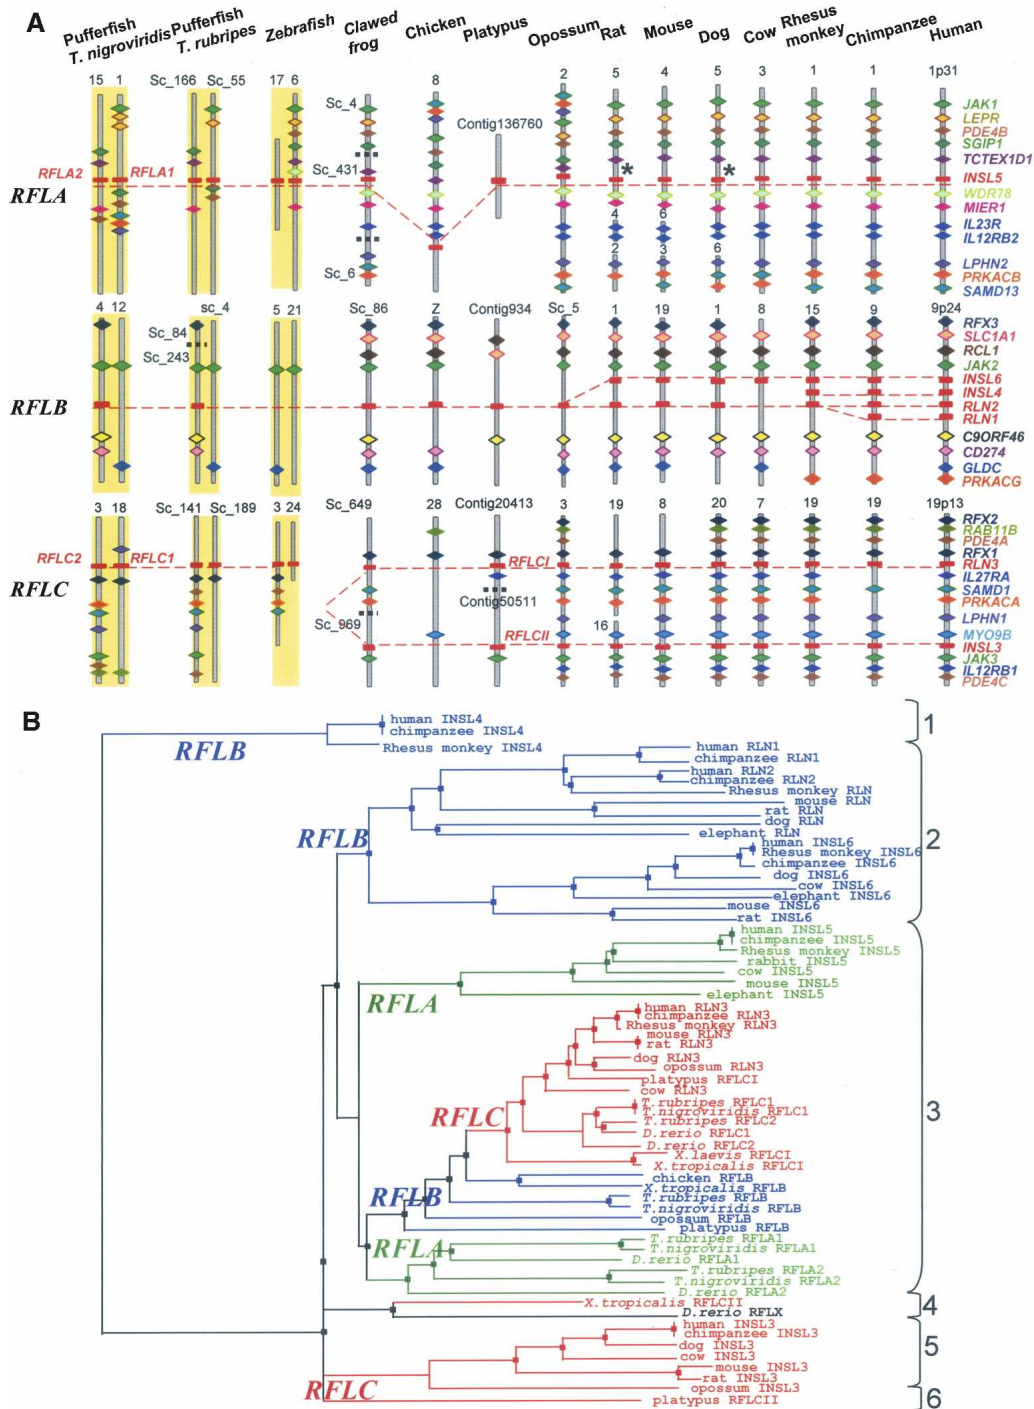 A
Pufferfish T. nigroviridis
Pufferfish T. rubripes
Zebrafish
Clawed frog
Chicken
Platypus
Opossum
Rat
Mouse
Dog
Cow
Rhesus monkey
Chimpanzee
Human
15 1 Sc_166 Sc_55 17 6 Sc_4 8 Contig136760 2 5 4 5 3 1 1 1p31
JAK1
LEPR
PDE4B
SGIP1
TCTEX1D1
Sc_431
* *
RFLA2 RFLA1 INSL5
RFLA
WDR78
MIER1
4 6
IL23R
IL12RB2
2 3 6
LPHN2
Sc_6 PRKACB
SAMD13
4 12 sc_4 5 21 Sc_86 Z Contig934 Sc_5 1 19 1 8 15 9 9p24
Sc_84
Sc_243
RFX3
SLC1A1
RCL1
JAK2
INSL6
INSL4
RFLB RLN2
RLN1
C9ORF46
CD274
GLDC
PRKACG
3 18 Sc_141 Sc_189 3 24 Sc_649 28 Contig20413 3 19 8 20 7 19 19 19p13
RFX2
RAB11B
PDE4A
RFX1
RFLC2 RFLC1 RFLCI RLN3
RFLC
IL27RA
SAMD1
Contig50511 PRKACA
Sc_969 16 LPHN1
MYO9B
RFLCII INSL3
JAK3
IL12RB1
PDE4C
B
RFLB
human INSL4
chimpanzee INSL4
Rhesus monkey INSL4
1
RFLB
human RLN1
chimpanzee RLN1
human RLN2
chimpanzee RLN2
Rhesus monkey RLN
mouse RLN
rat RLN
dog RLN
elephant RLN
human INSL6
Rhesus monkey INSL6
chimpanzee INSL6
dog INSL6
cow INSL6
elephant INSL6
mouse INSL6
rat INSL6
2
RFLA
human INSL5
chimpanzee INSL5
Rhesus monkey INSL5
rabbit INSL5
cow INSL5
mouse INSL5
elephant INSL5
RFLC
human RLN3
chimpanzee RLN3
Rhesus monkey RLN3
mouse RLN3
rat RLN3
dog RLN3
opossum RLN3
platypus RFLCI
cow RLN3
T.rubripes RFLC1
T.nigroviridis RFLC1
T.rubripes RFLC2
D.rerio RFLC1
D.rerio RFLC2
X.laevis RFLCI
X.tropicalis RFLCI
RFLB
chicken RFLB
X.tropicalis RFLB
T.rubripes RFLB
T.nigroviridis RFLB
opossum RFLB
platypus RFLB
RFLA
T.rubripes RFLA1
T.nigroviridis RFLA1
D.rerio RFLA1
T.rubripes RFLA2
T.nigroviridis RFLA2
D.rerio RFLA2
3
X.tropicalis RFLCII
D.rerio RFLX
4
RFLC
human INSL3
chimpanzee INSL3
dog INSL3
cow INSL3
mouse INSL3
rat INSL3
opossum INSL3
5
platypus RFLCII
6